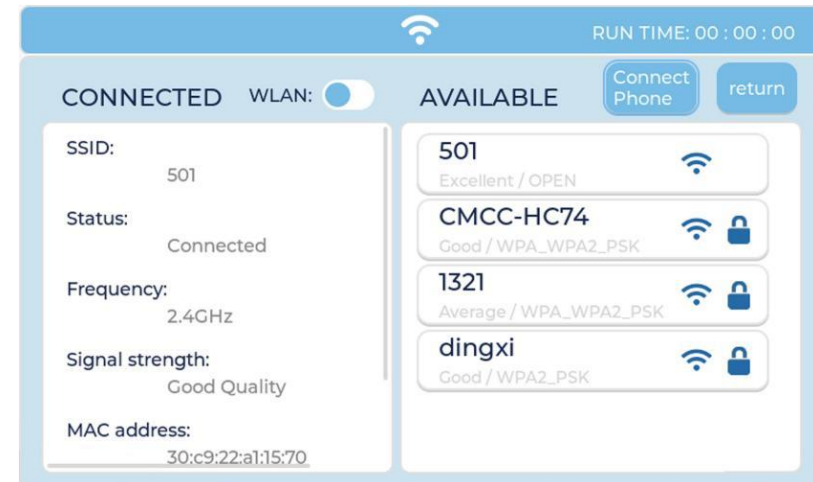 RUN TIME: 00 : 00 : 00
CONNECTED WLAN:
SSID:
501
Status:
Connected
Frequency:
2.4GHz
Signal strength:
Good Quality
MAC address:
30:c9:22:a1:15:70
AVAILABLE
Connect
Phone
return
501
Excellent / OPEN
CMCC-HC74
Good / WPA_WPA2_PSK
1321
Average / WPA_WPA2_PSK
dingxi
Good / WPA2_PSK